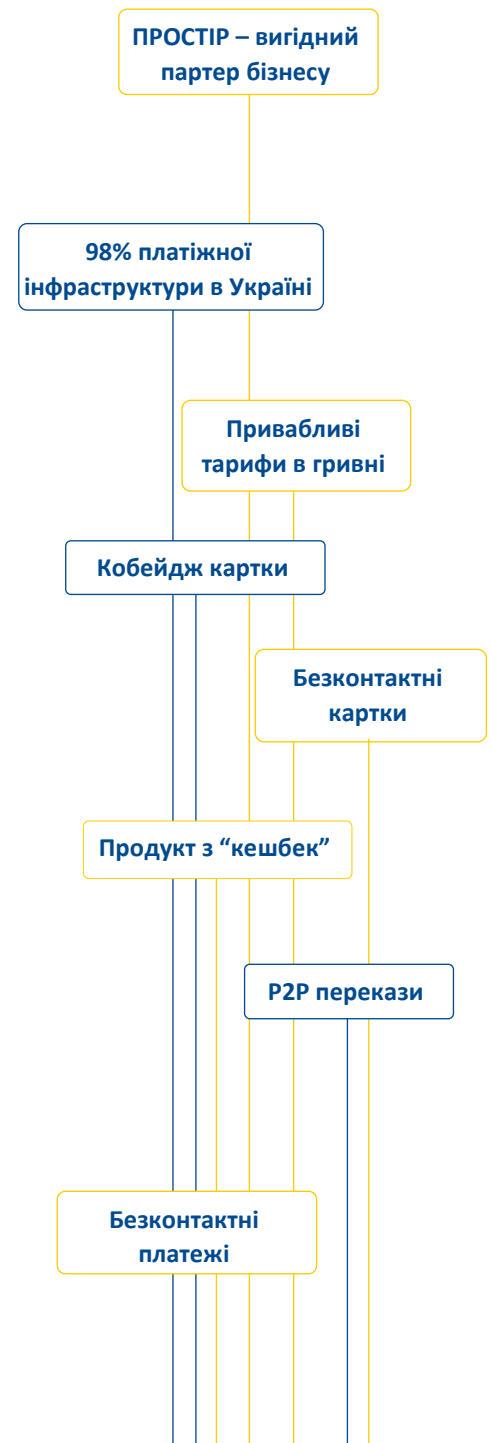 ПРОСТІР – вигідний
партер бізнесу
98% платіжної
інфраструктури в Україні
Привабливі
тарифи в гривні
Кобейдж картки
Безконтактні
картки
Продукт з “кешбек”
P2P перекази
Безконтактні
платежі